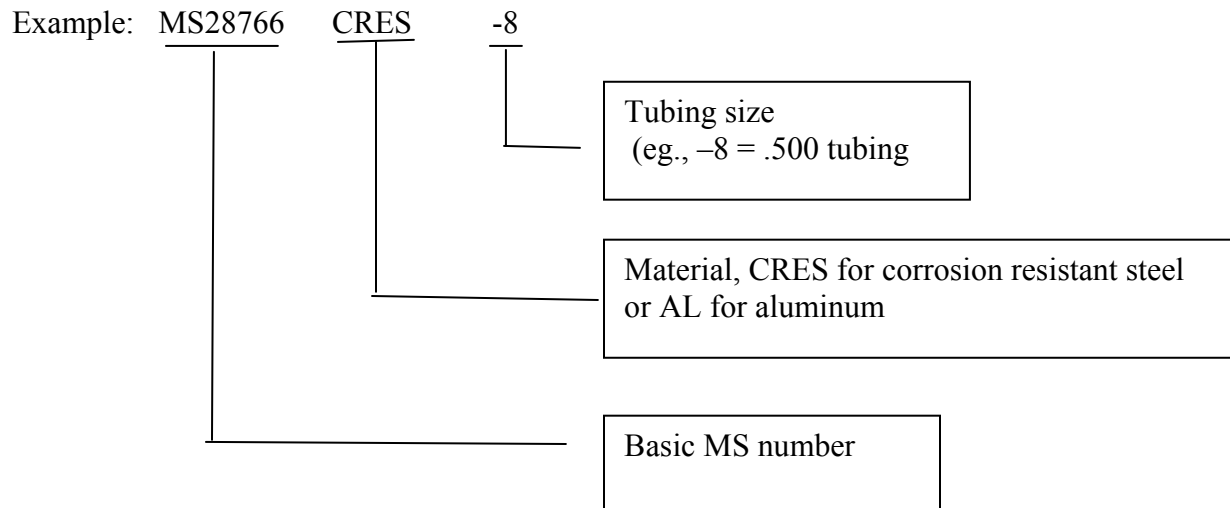 Example: MS28766 CRES -8
Tubing size
(eg., –8 = .500 tubing
Material, CRES for corrosion resistant steel
or AL for aluminum
Basic MS number